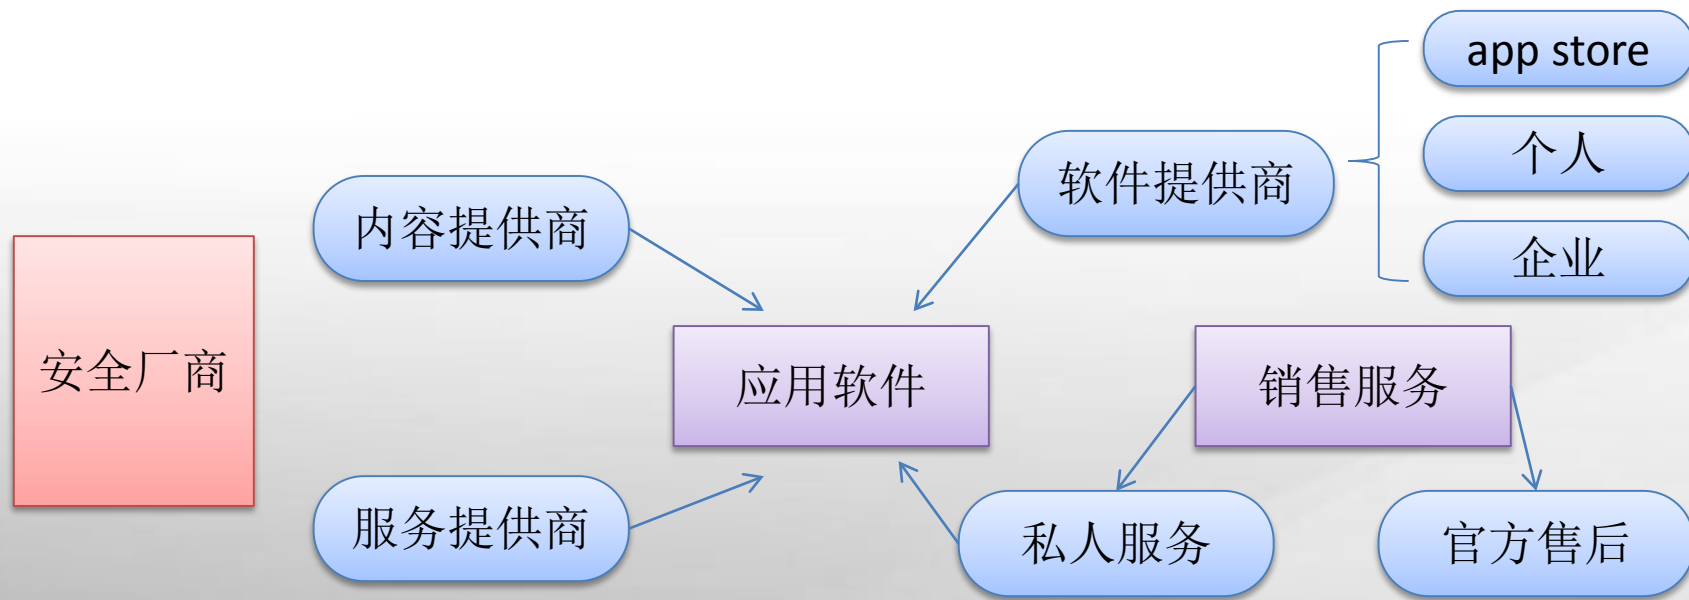 app store
个人
软件提供商
内容提供商
企业
安全厂商
应用软件
销售服务
服务提供商
私人服务
官方售后